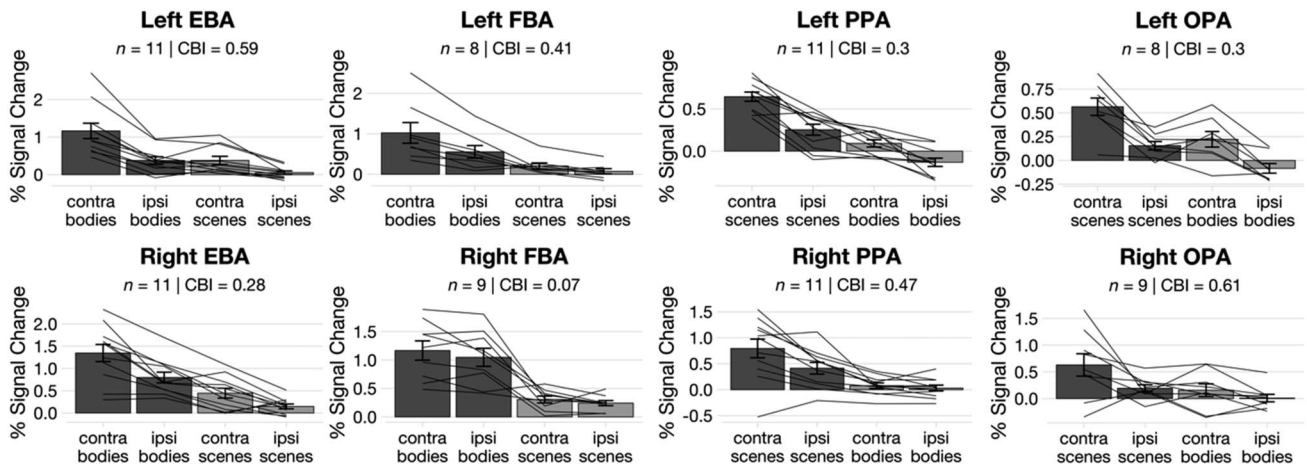 Left EBA
n = 11 | CBI = 0.59
% Signal Change
2
1
0
contra bodies
ipsi bodies
contra scenes
ipsi scenes
Left FBA
n = 8 | CBI = 0.41
% Signal Change
2
1
0
contra bodies
ipsi bodies
contra scenes
ipsi scenes
Left PPA
n = 11 | CBI = 0.3
% Signal Change
0.5
0.0
contra scenes
ipsi scenes
contra bodies
ipsi bodies
Left OPA
n = 8 | CBI = 0.3
% Signal Change
0.75
0.50
0.25
0.00
-0.25
contra scenes
ipsi scenes
contra bodies
ipsi bodies
Right EBA
n = 11 | CBI = 0.28
% Signal Change
2.0
1.5
1.0
0.5
0.0
contra bodies
ipsi bodies
contra scenes
ipsi scenes
Right FBA
n = 9 | CBI = 0.07
% Signal Change
1.5
1.0
0.5
0.0
contra bodies
ipsi bodies
contra scenes
ipsi scenes
Right PPA
n = 11 | CBI = 0.47
% Signal Change
1.5
1.0
0.5
0.0
-0.5
contra scenes
ipsi scenes
contra bodies
ipsi bodies
Right OPA
n = 9 | CBI = 0.61
% Signal Change
1.5
1.0
0.5
0.0
contra scenes
ipsi scenes
contra bodies
ipsi bodies